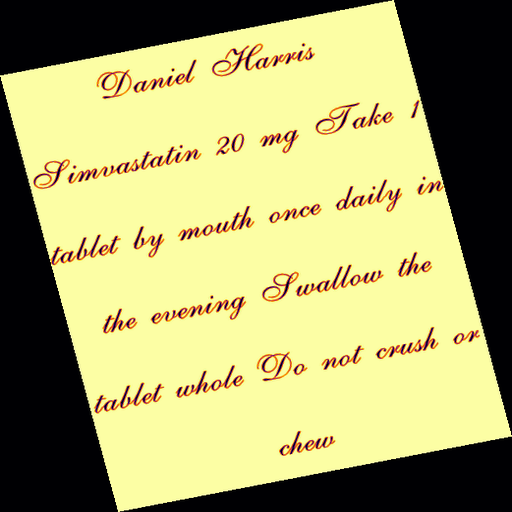 Daniel Harris
Simvastatin 20 mg Take 1
tablet by mouth once daily in
the evening Swallow the
tablet whole Do not crush or
chew